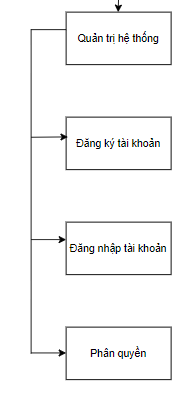 Quản trị hệ thống
Đăng ký tài khoản
Đăng nhập tài khoản
Phân quyền